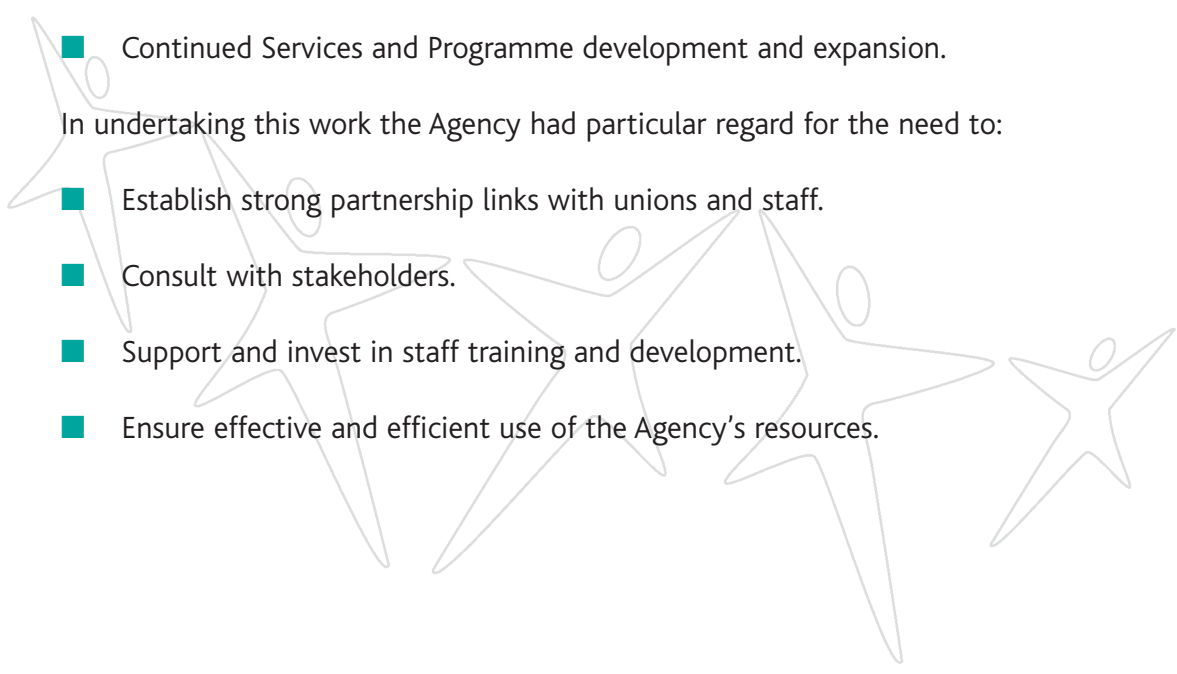 ■ Continued Services and Programme development and expansion.
In undertaking this work the Agency had particular regard for the need to:
■ Establish strong partnership links with unions and staff.
■ Consult with stakeholders.
■ Support and invest in staff training and development.
■ Ensure effective and efficient use of the Agency’s resources.